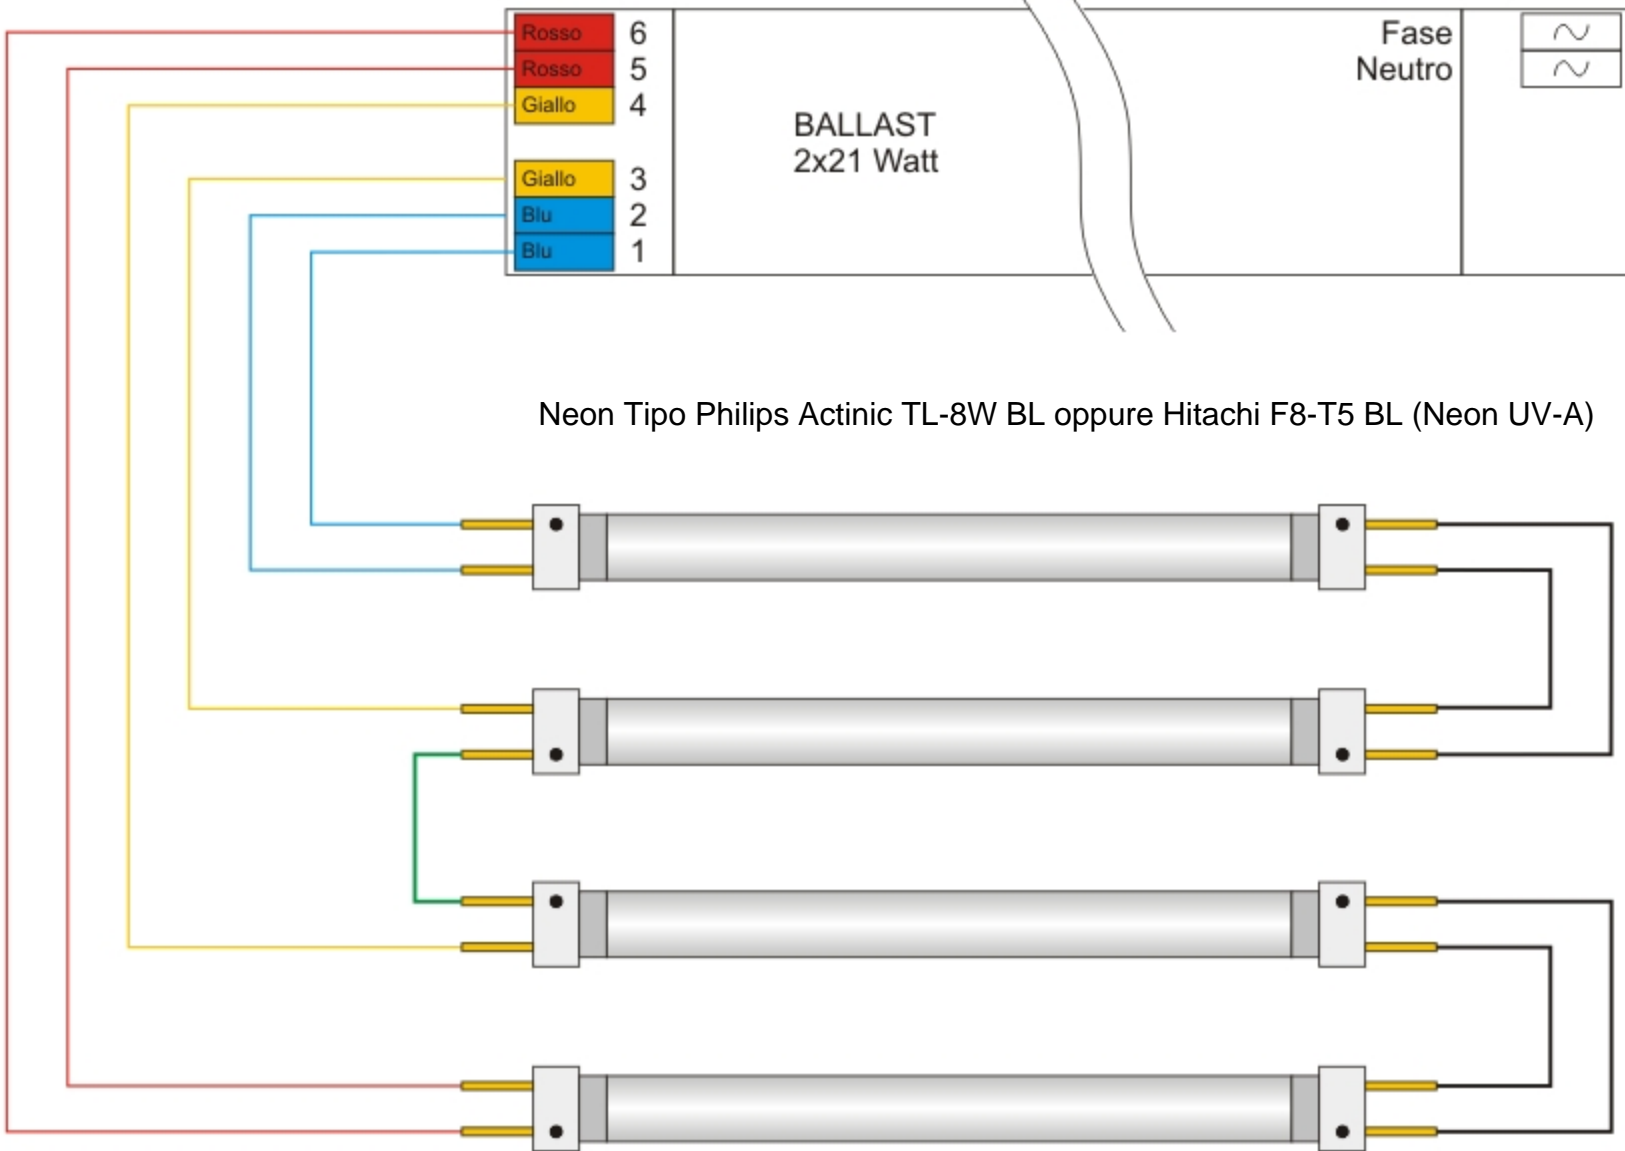 Rosso 6
Rosso 5
Giallo 4
Giallo 3
Blu 2
Blu 1
BALLAST
2x21 Watt
Fase
Neutro
Neon Tipo Philips Actinic TL-8W BL oppure Hitachi F8-T5 BL (Neon UV-A)